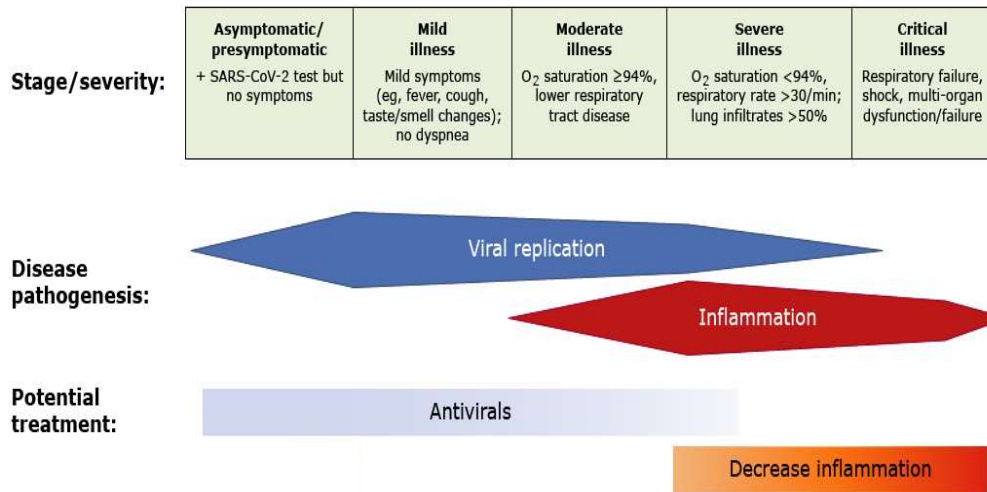 Stage/severity:
Asymptomatic/
presymptomatic
+ SARS-CoV-2 test but
no symptoms
Mild
illness
Mild symptoms
(eg, fever, cough,
taste/smell changes);
no dyspnea
Moderate
illness
O₂ saturation ≥94%,
lower respiratory
tract disease
Severe
illness
O₂ saturation <94%,
respiratory rate >30/min;
lung infiltrates >50%
Critical
illness
Respiratory failure,
shock, multi-organ
dysfunction/failure
Disease
pathogenesis:
Viral replication
Inflammation
Potential
treatment:
Antivirals
Decrease inflammation